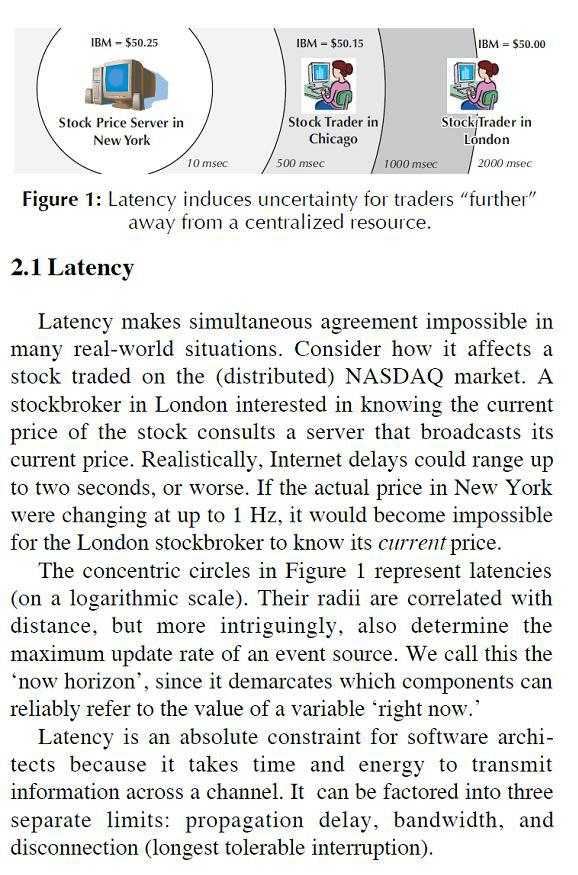 IBM = $50.25
IBM = $50.15
IBM = $50.00
Stock Price Server in
New York
Stock Trader in
Chicago
Stock Trader in
London
10 msec
500 msec
1000 msec
2000 msec
Figure 1: Latency induces uncertainty for traders “further”
away from a centralized resource.
2.1 Latency
Latency makes simultaneous agreement impossible in
many real-world situations. Consider how it affects a
stock traded on the (distributed) NASDAQ market. A
stockbroker in London interested in knowing the current
price of the stock consults a server that broadcasts its
current price. Realistically, Internet delays could range up
to two seconds, or worse. If the actual price in New York
were changing at up to 1 Hz, it would become impossible
for the London stockbroker to know its current price.
The concentric circles in Figure 1 represent latencies
(on a logarithmic scale). Their radii are correlated with
distance, but more intriguingly, also determine the
maximum update rate of an event source. We call this the
‘now horizon’, since it demarcates which components can
reliably refer to the value of a variable ‘right now.’
Latency is an absolute constraint for software archi-
tects because it takes time and energy to transmit
information across a channel. It can be factored into three
separate limits: propagation delay, bandwidth, and
disconnection (longest tolerable interruption).